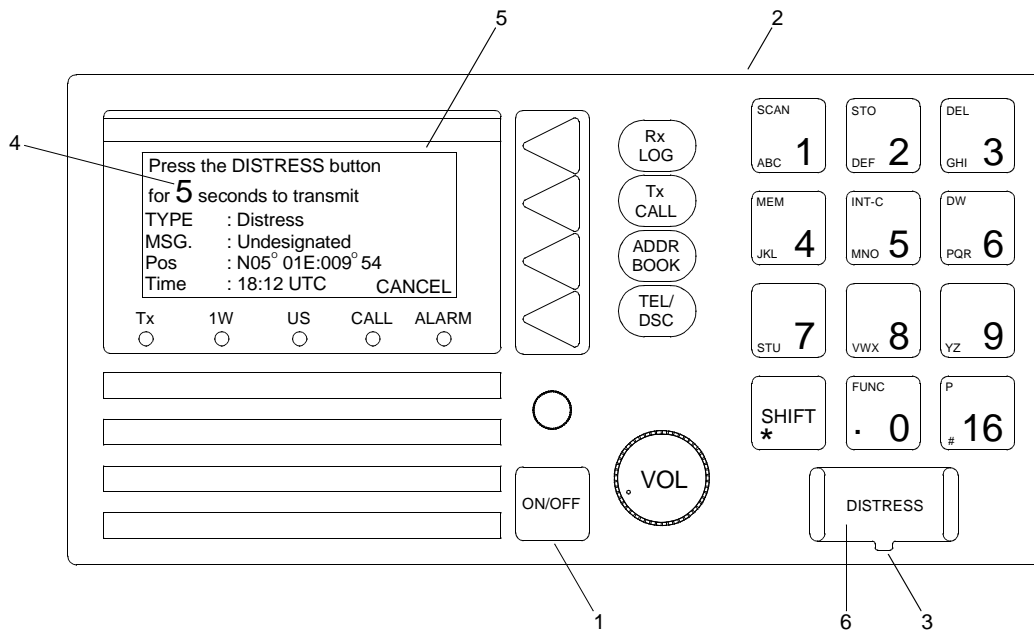 5
2
4
Press the DISTRESS button
for 5 seconds to transmit
TYPE : Distress
MSG. : Undesignated
Pos : N05° 01E:009° 54
Time : 18:12 UTC CANCEL
Tx 1W US CALL ALARM
Rx
LOG
Tx
CALL
ADDR
BOOK
TEL/
DSC
SCAN
ABC 1
STO
DEF 2
DEL
GHI 3
MEM
JKL 4
INT-C
MNO 5
DW
PQR 6
STU 7
VWX 8
YZ 9
SHIFT
*
FUNC
. 0
P
# 16
ON/OFF
VOL
DISTRESS
1
6
3